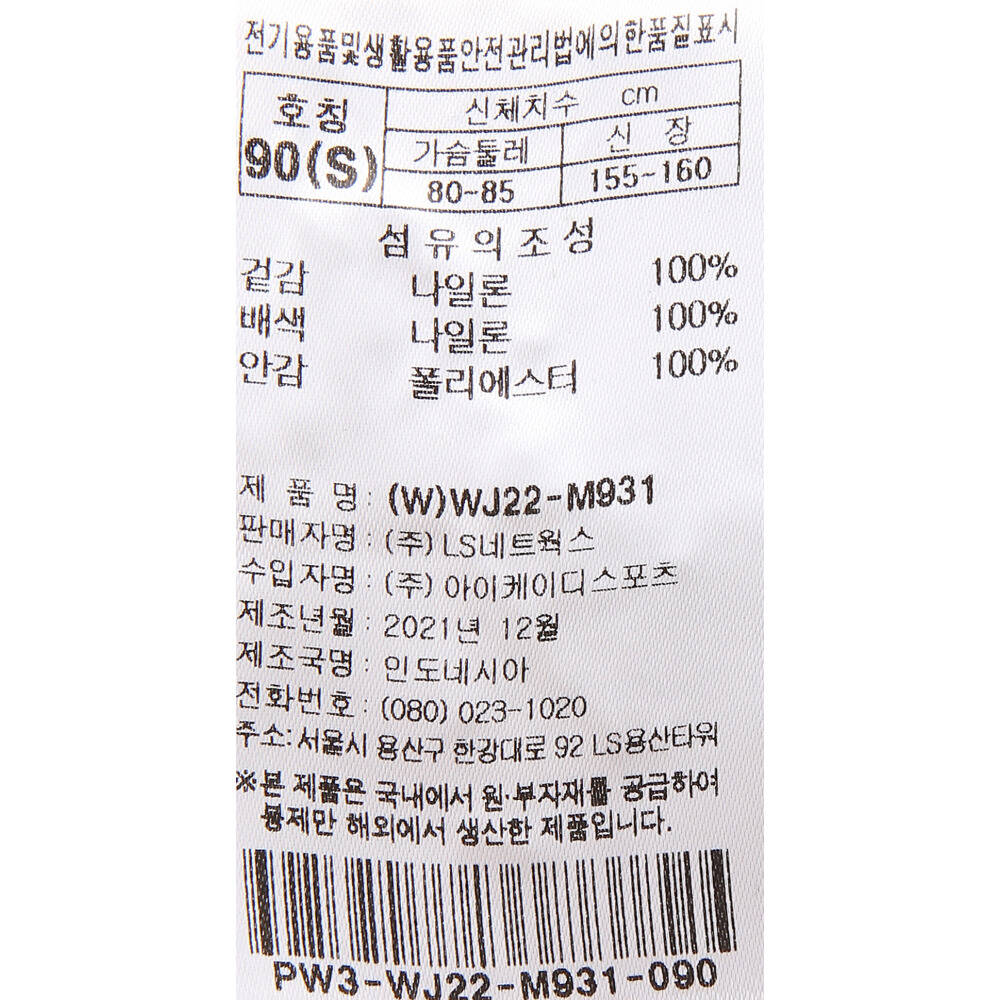 전기용품및생활용품안전관리법에의한품질표시
호칭 신체치수 cm
90(S) 가슴둘레 신 장
80-85 155-160
섬유의조성
겉감 나일론 100%
배색 나일론 100%
안감 폴리에스터 100%
제 품 명 : (W)WJ22-M931
판매자명 : (주) LS네트웍스
수입자명 : (주) 아이케이디스포츠
제조년월 : 2021년 12월
제조국명 : 인도네시아
전화번호 : (080) 023-1020
주소: 서울시 용산구 한강대로 92 LS용산타워
※본 제품은 국내에서 원·부자재를 공급하여
봉제만 해외에서 생산한 제품입니다.
PW3-WJ22-M931-090